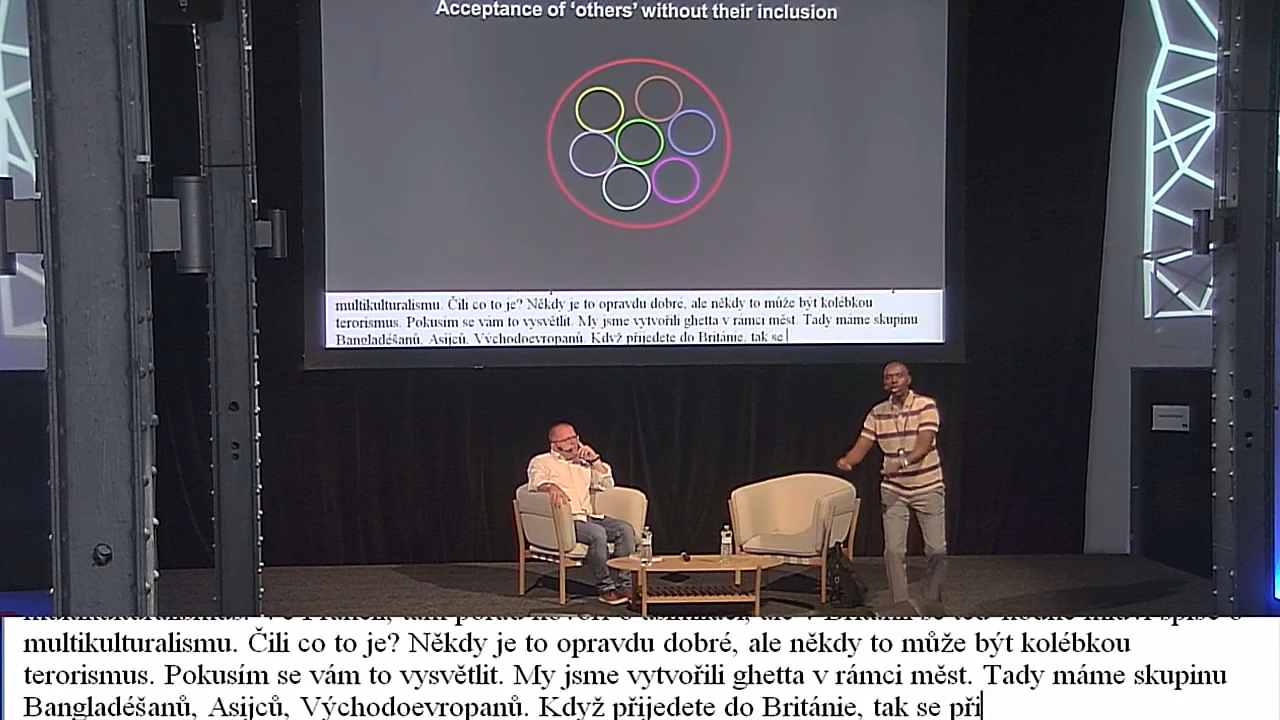 Acceptance of ‘others’ without their inclusion
multikulturalismu. Čili co to je? Někdy je to opravdu dobré, ale někdy to může být kolébkou
terorismus. Pokusím se vám to vysvětlit. My jsme vytvořili ghetta v rámci měst. Tady máme skupinu
Bangladéšanů, Asijců, Východoevropanů. Když přijedete do Británie, tak se
multikulturalismu. Čili co to je? Někdy je to opravdu dobré, ale někdy to může být kolébkou
terorismus. Pokusím se vám to vysvětlit. My jsme vytvořili ghetta v rámci měst. Tady máme skupinu
Bangladéšanů, Asijců, Východoevropanů. Když přijedete do Británie, tak se při